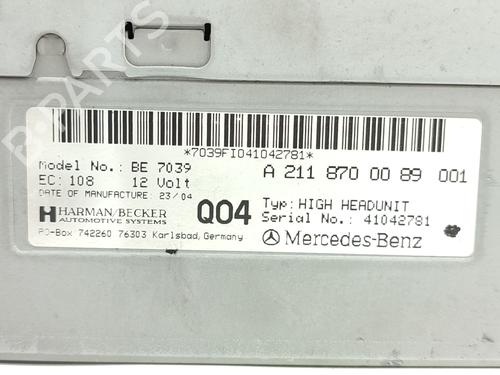 B-PARTS
*7039FI041042781*
Model No.: BE 7039
A 211 870 00 89 001
EC: 108 12 Volt
DATE OF MANUFACTURE: 23/04
Typ: HIGH HEADUNIT
HARMAN/BECKER
AUTOMOTIVE SYSTEMS
Q04
Serial No.: 41042781
PO-Box 742260 76303 Karlsbad, Germany
Mercedes-Benz